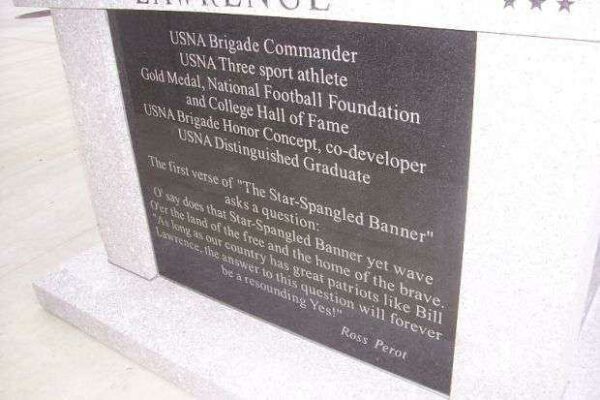 LAWRENCE
USNA Brigade Commander
USNA Three sport athlete
Gold Medal, National Football Foundation
and College Hall of Fame
USNA Brigade Honor Concept, co-developer
USNA Distinguished Graduate
The first verse of "The Star-Spangled Banner"
asks a question:
O' say does that Star-Spangled Banner yet wave
O'er the land of the free and the home of the brave.
"As long as our country has great patriots like Bill
Lawrence, the answer to this question will forever
be a resounding Yes!"
Ross Perot